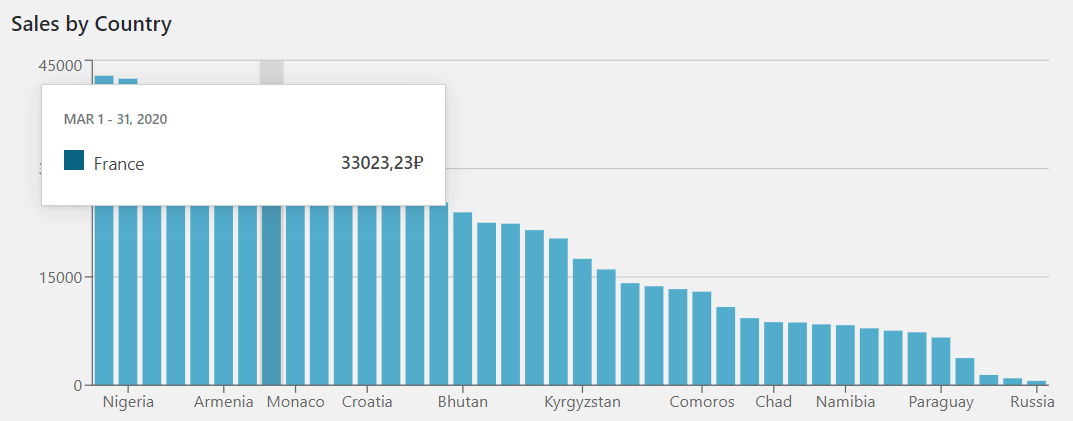 Sales by Country
45000
MAR 1 - 31, 2020
France 33023,23₽
15000
0
Nigeria Armenia Monaco Croatia Bhutan Kyrgyzstan Comoros Chad Namibia Paraguay Russia